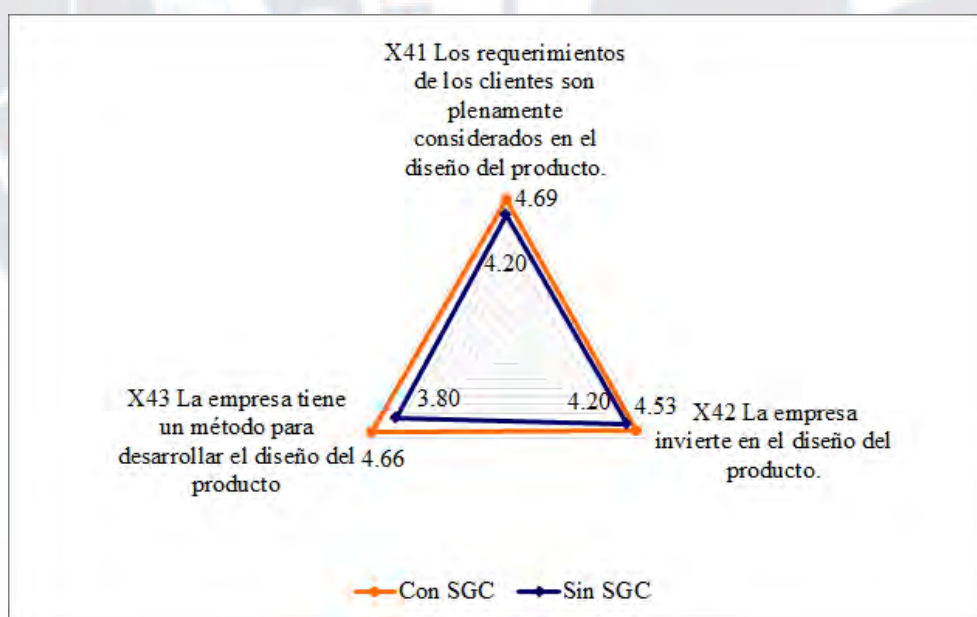 X41 Los requerimientos
de los clientes son
plenamente
considerados en el
diseño del producto.
4.69
4.20
X43 La empresa tiene
un método para
desarrollar el diseño del
producto
3.80
4.66
4.20
4.53
X42 La empresa
invierte en el diseño del
producto.
Con SGC
Sin SGC